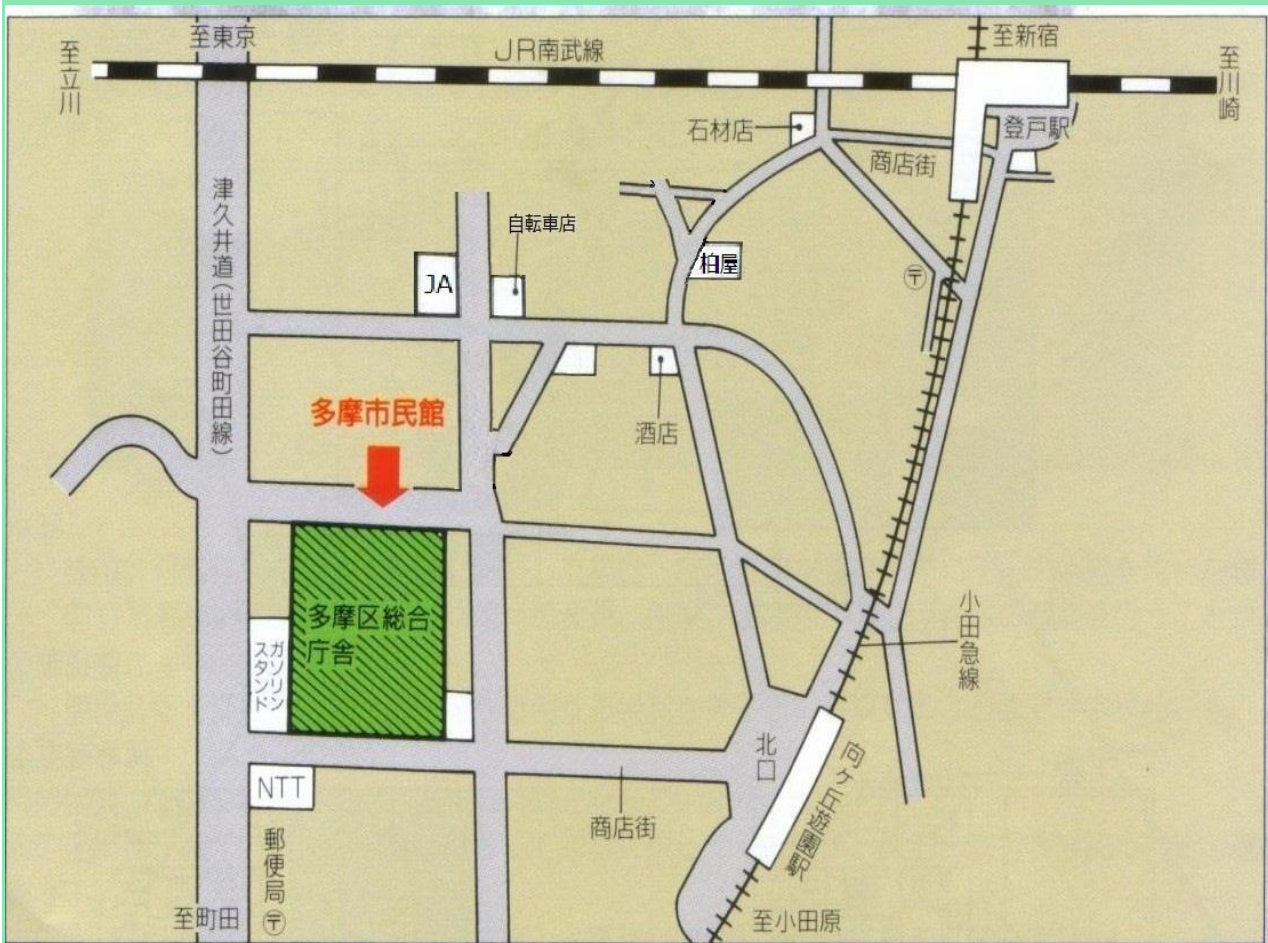 至東京
JR南武線
至新宿
至立川
至川崎
石材店
登戸駅
商店街
津久井道(世田谷町田線)
自転車店
柏屋
JA
〒
多摩市民館
酒店
多摩区総合
庁舎
ガソリン
スタンド
小田急線
北口
向ヶ丘遊園駅
NTT
商店街
郵便局〒
至町田
至小田原